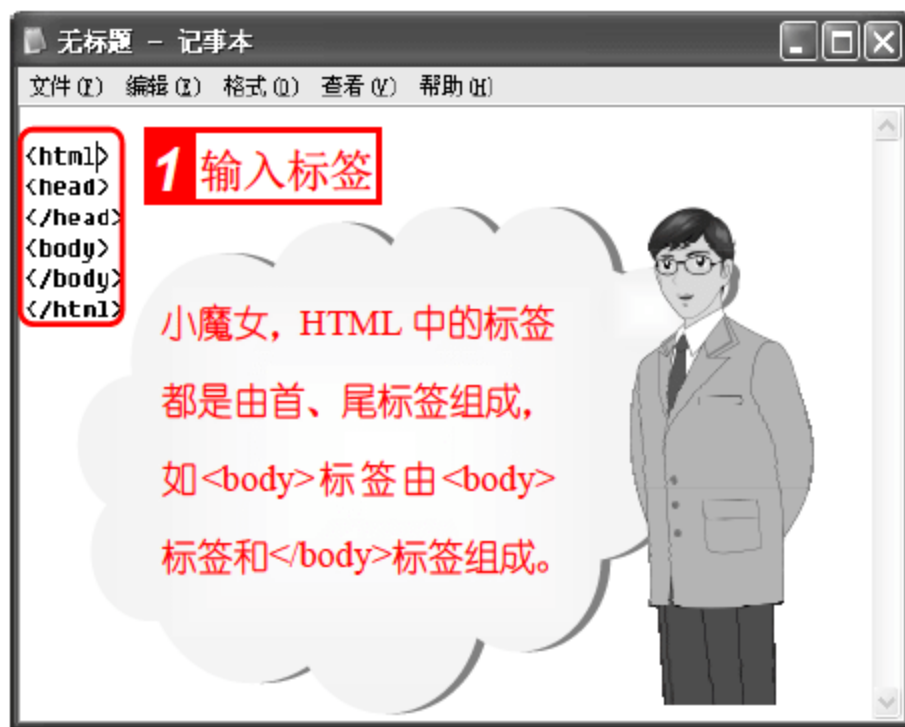 无标题 - 记事本
文件(F) 编辑(E) 格式(O) 查看(V) 帮助(H)
<html>
<head>
</head>
<body>
</body>
</html>
1 输入标签
小魔女，HTML 中的标签
都是由首、尾标签组成，
如<body>标签由<body>
标签和</body>标签组成。